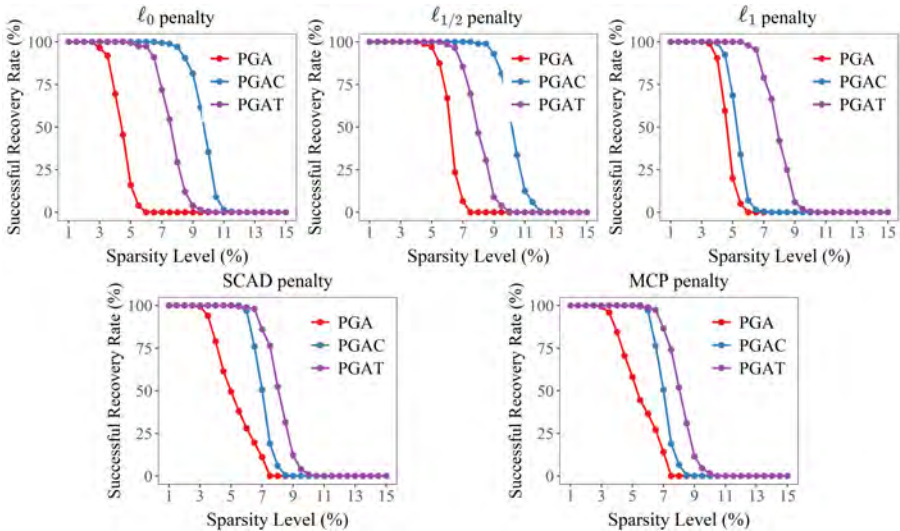 ℓ0 penalty
Successful Recovery Rate (%)
100
75
50
25
0
PGA
PGAC
PGAT
1 3 5 7 9 11 13 15
Sparsity Level (%)
ℓ1/2 penalty
Successful Recovery Rate (%)
100
75
50
25
0
PGA
PGAC
PGAT
1 3 5 7 9 11 13 15
Sparsity Level (%)
ℓ1 penalty
Successful Recovery Rate (%)
100
75
50
25
0
PGA
PGAC
PGAT
1 3 5 7 9 11 13 15
Sparsity Level (%)
SCAD penalty
Successful Recovery Rate (%)
100
75
50
25
0
PGA
PGAC
PGAT
1 3 5 7 9 11 13 15
Sparsity Level (%)
MCP penalty
Successful Recovery Rate (%)
100
75
50
25
0
PGA
PGAC
PGAT
1 3 5 7 9 11 13 15
Sparsity Level (%)